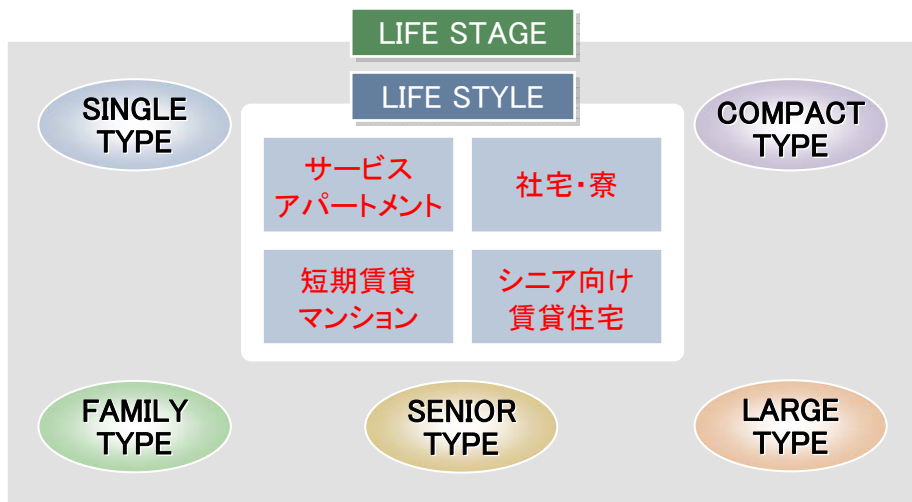 LIFE STAGE
LIFE STYLE
SINGLE
TYPE
COMPACT
TYPE
サービス
アパートメント
社宅・寮
短期賃貸
マンション
シニア向け
賃貸住宅
FAMILY
TYPE
SENIOR
TYPE
LARGE
TYPE